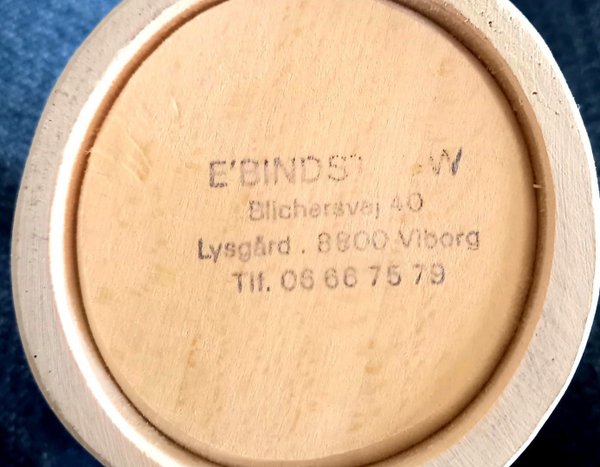 Blichersvej 40
Lysgård . 8800 Viborg
Tlf. 06 66 75 79